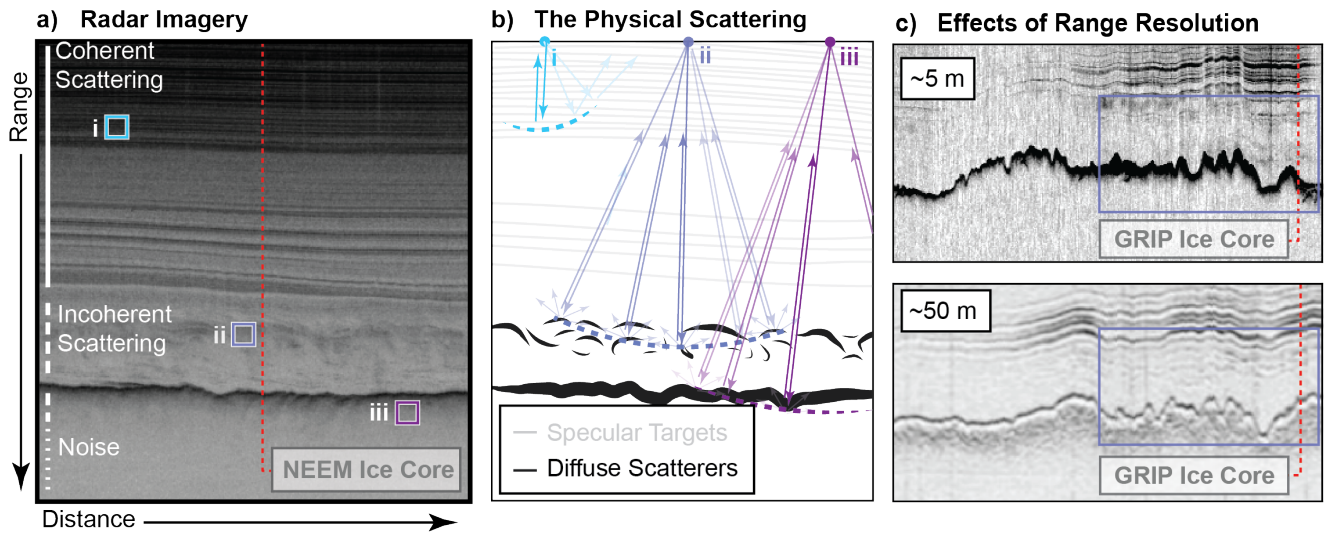 a) Radar Imagery
Range
Coherent
Scattering
i
Incoherent
Scattering
ii
iii
Noise
NEEM Ice Core
Distance
b) The Physical Scattering
i
ii
iii
Specular Targets
Diffuse Scatterers
c) Effects of Range Resolution
~5 m
GRIP Ice Core
~50 m
GRIP Ice Core